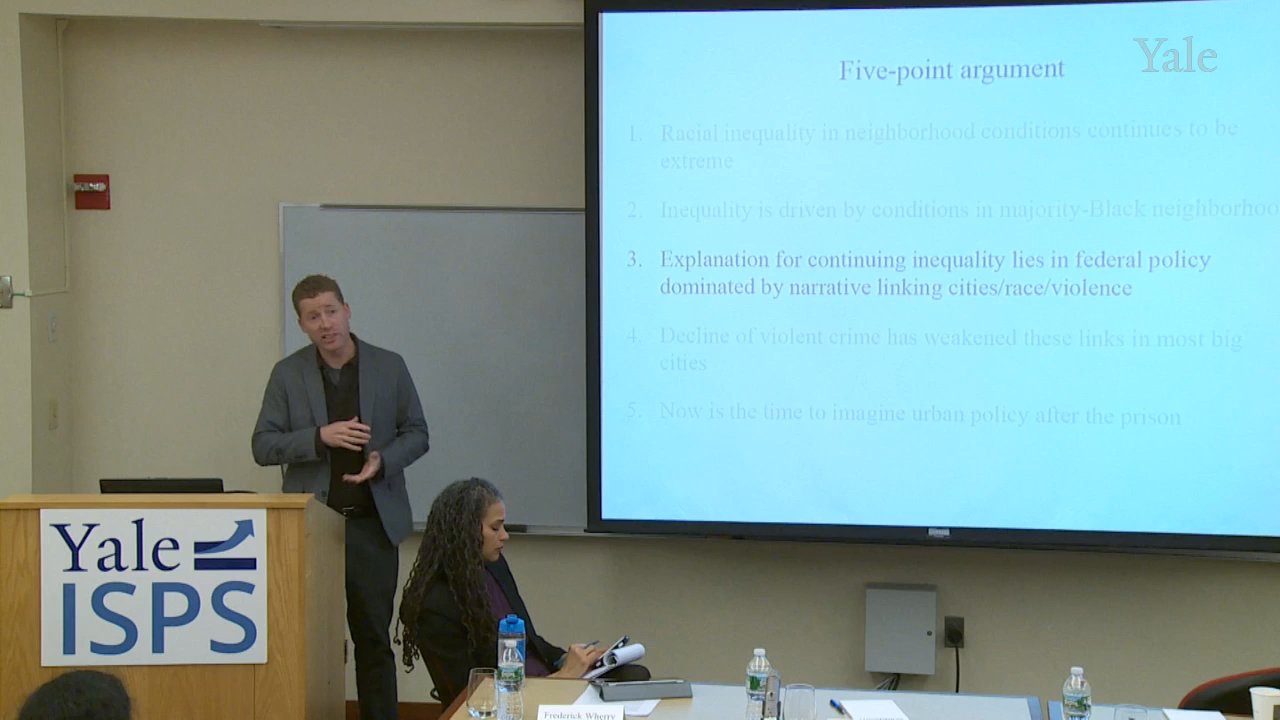 Yale
Five-point argument
1. Racial inequality in neighborhood conditions continues to be
extreme
2. Inequality is driven by conditions in majority-Black neighborhoo
3. Explanation for continuing inequality lies in federal policy
dominated by narrative linking cities/race/violence
4. Decline of violent crime has weakened these links in most big
cities
5. Now is the time to imagine urban policy after the prison
Yale
ISPS
Frederick Wherry